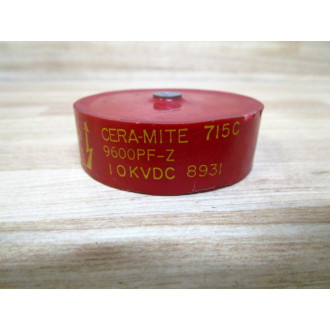 CERA-MITE 715C
9600PF-Z
10KVDC 8931